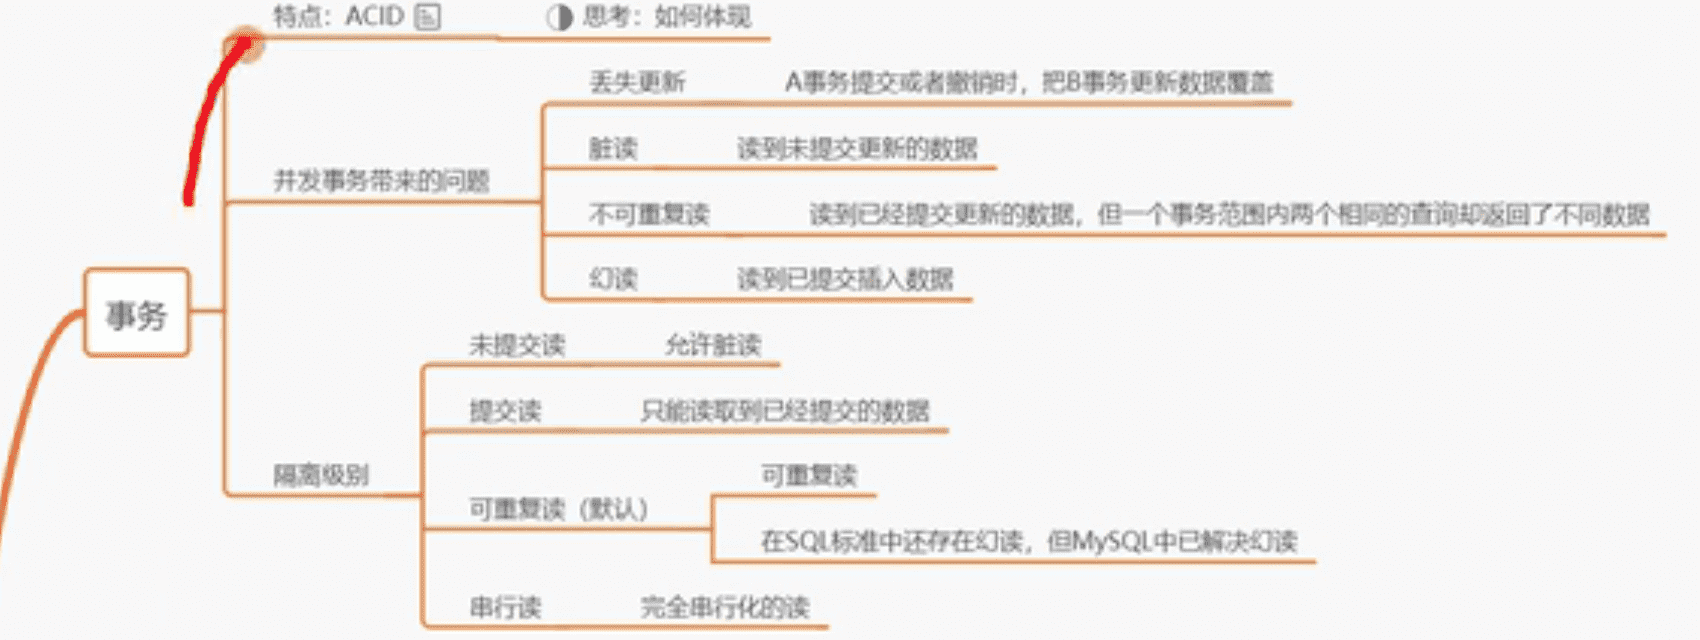 特点：ACID 思考：如何体现
丢失更新 A事务提交或者撤销时，把B事务更新数据覆盖
脏读 读到未提交更新的数据
并发事务带来的问题
不可重复读 读到已经提交更新的数据，但一个事务范围内两个相同的查询却返回了不同数据
幻读 读到已提交插入数据
事务
未提交读 允许脏读
提交读 只能读取到已经提交的数据
隔离级别
可重复读（默认） 可重复读
在SQL标准中还存在幻读，但MySQL中已解决幻读
串行读 完全串行化的读